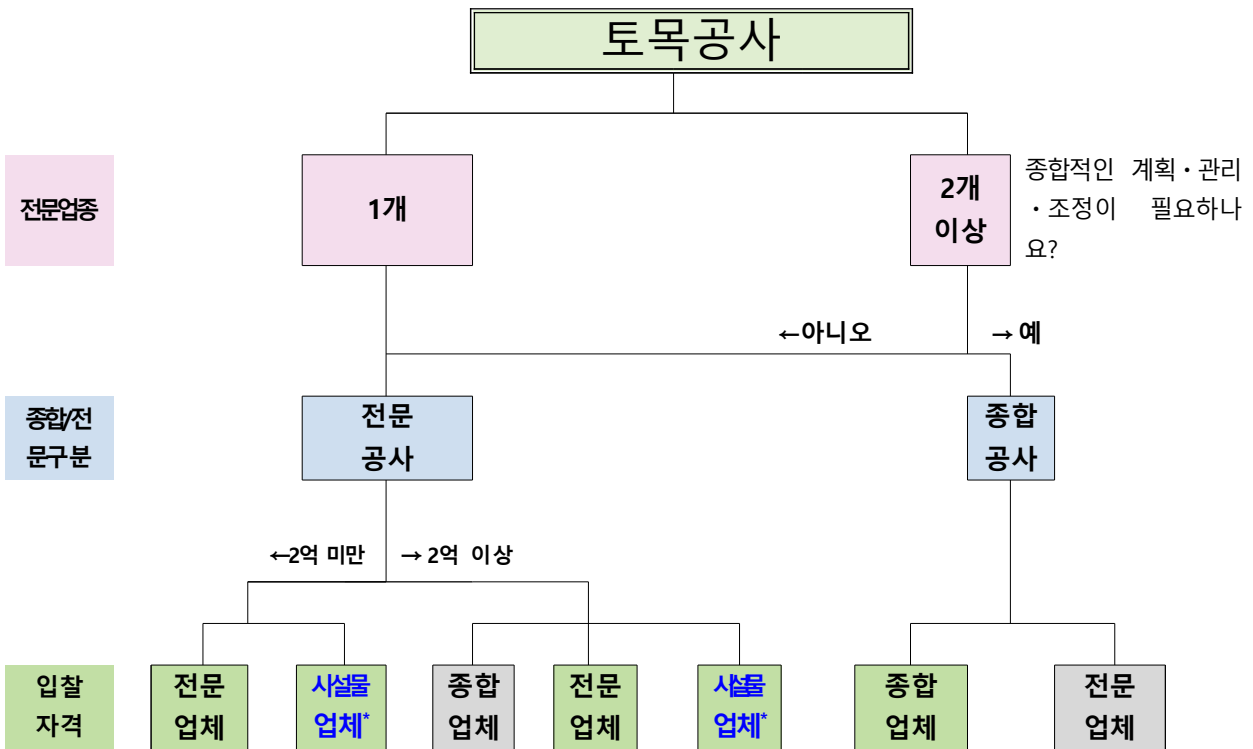 토목공사
전문업종
1개
2개
이상
종합적인 계획・관리
・조정이 필요하나
요?
←아니오
→ 예
종합/전
문구분
전문
공사
종합
공사
←2억 미만
→ 2억 이상
입찰
자격
전문
업체
시설물
업체*
종합
업체
전문
업체
시설물
업체*
종합
업체
전문
업체